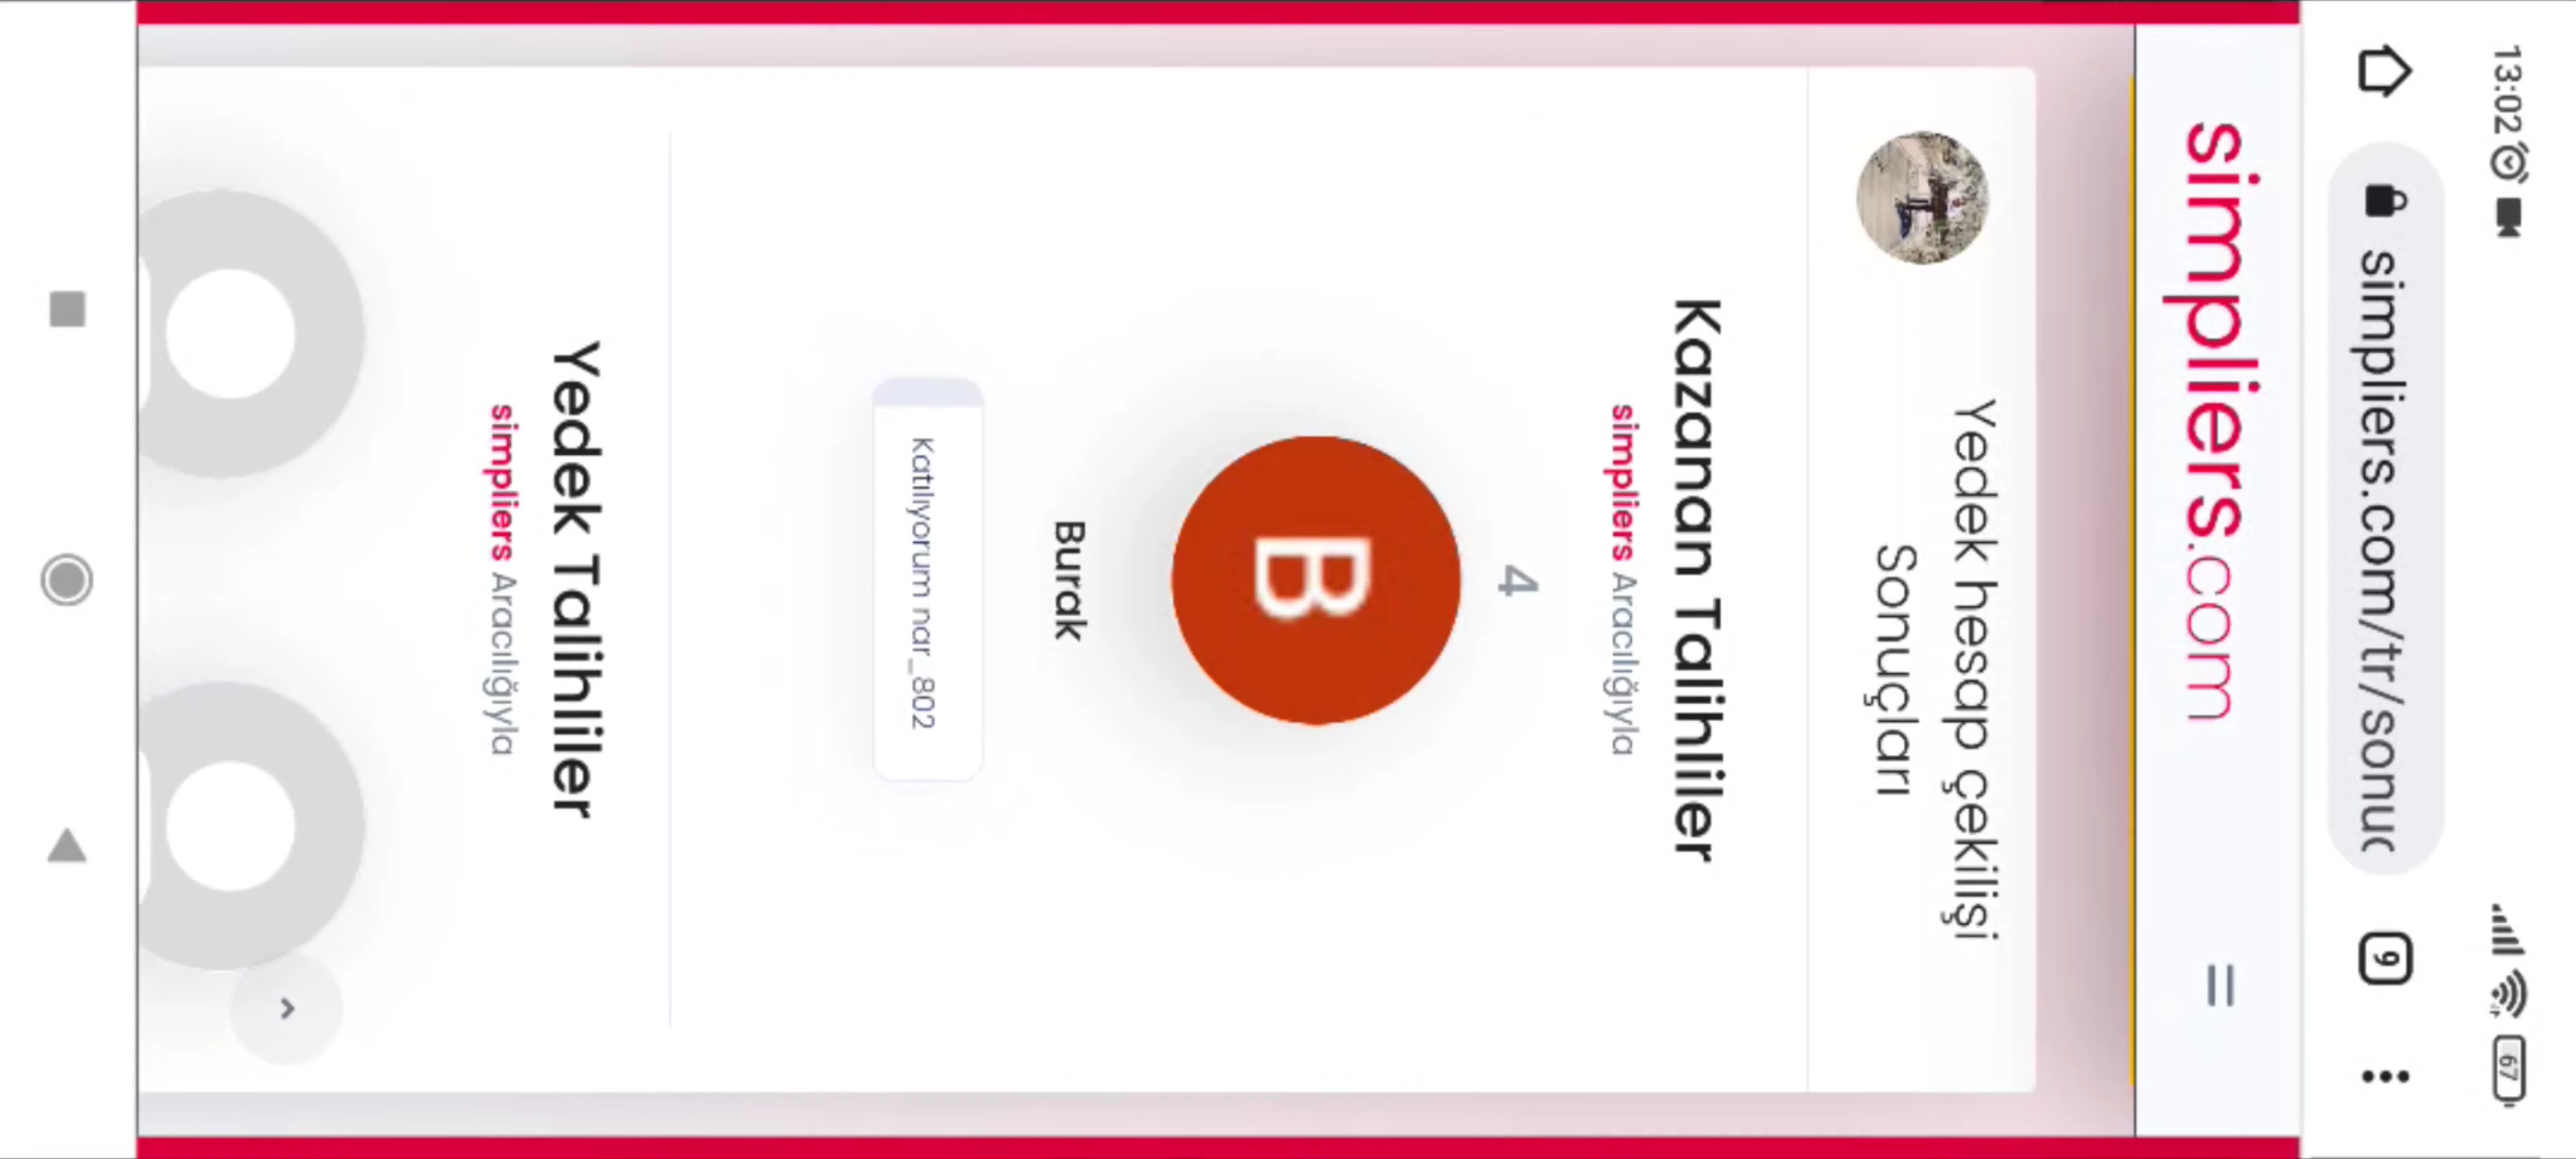 13:02
67
simpliers.com/tr/sonuc
9
simpliers.com
Yedek hesap çekilişi
Sonuçları
Kazanan Talihliler
simpliers Aracılığıyla
4
B
Burak
Katılıyorum nar_802
Yedek Talihliler
simpliers Aracılığıyla